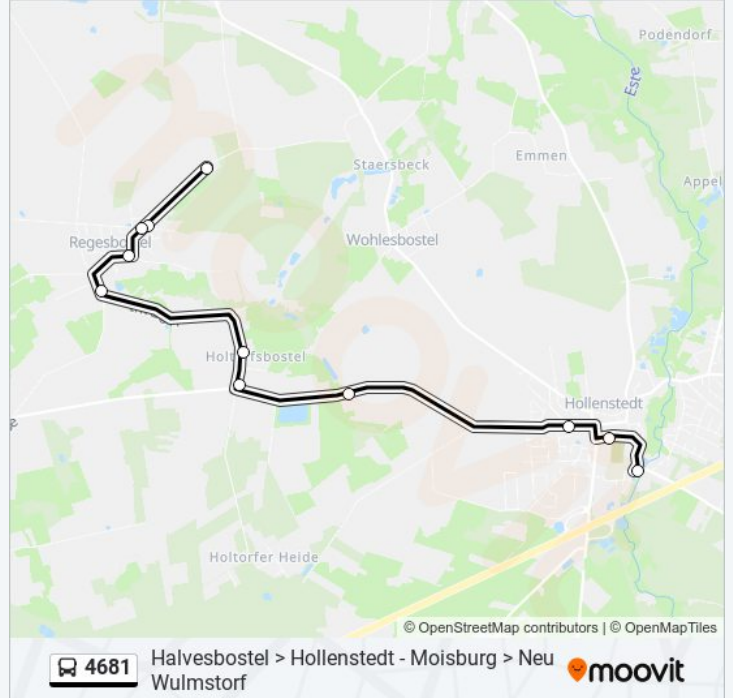 Podendorf
Este
Staersbeck
Emmen
Appel
Regesbostel
Wohlesbostel
Holtorfsbostel
Hollenstedt
Holtorfer Heide
© OpenStreetMap contributors | © OpenMapTiles
4681
Halvesbostel > Hollenstedt - Moisburg > Neu
Wulmstorf
moovit